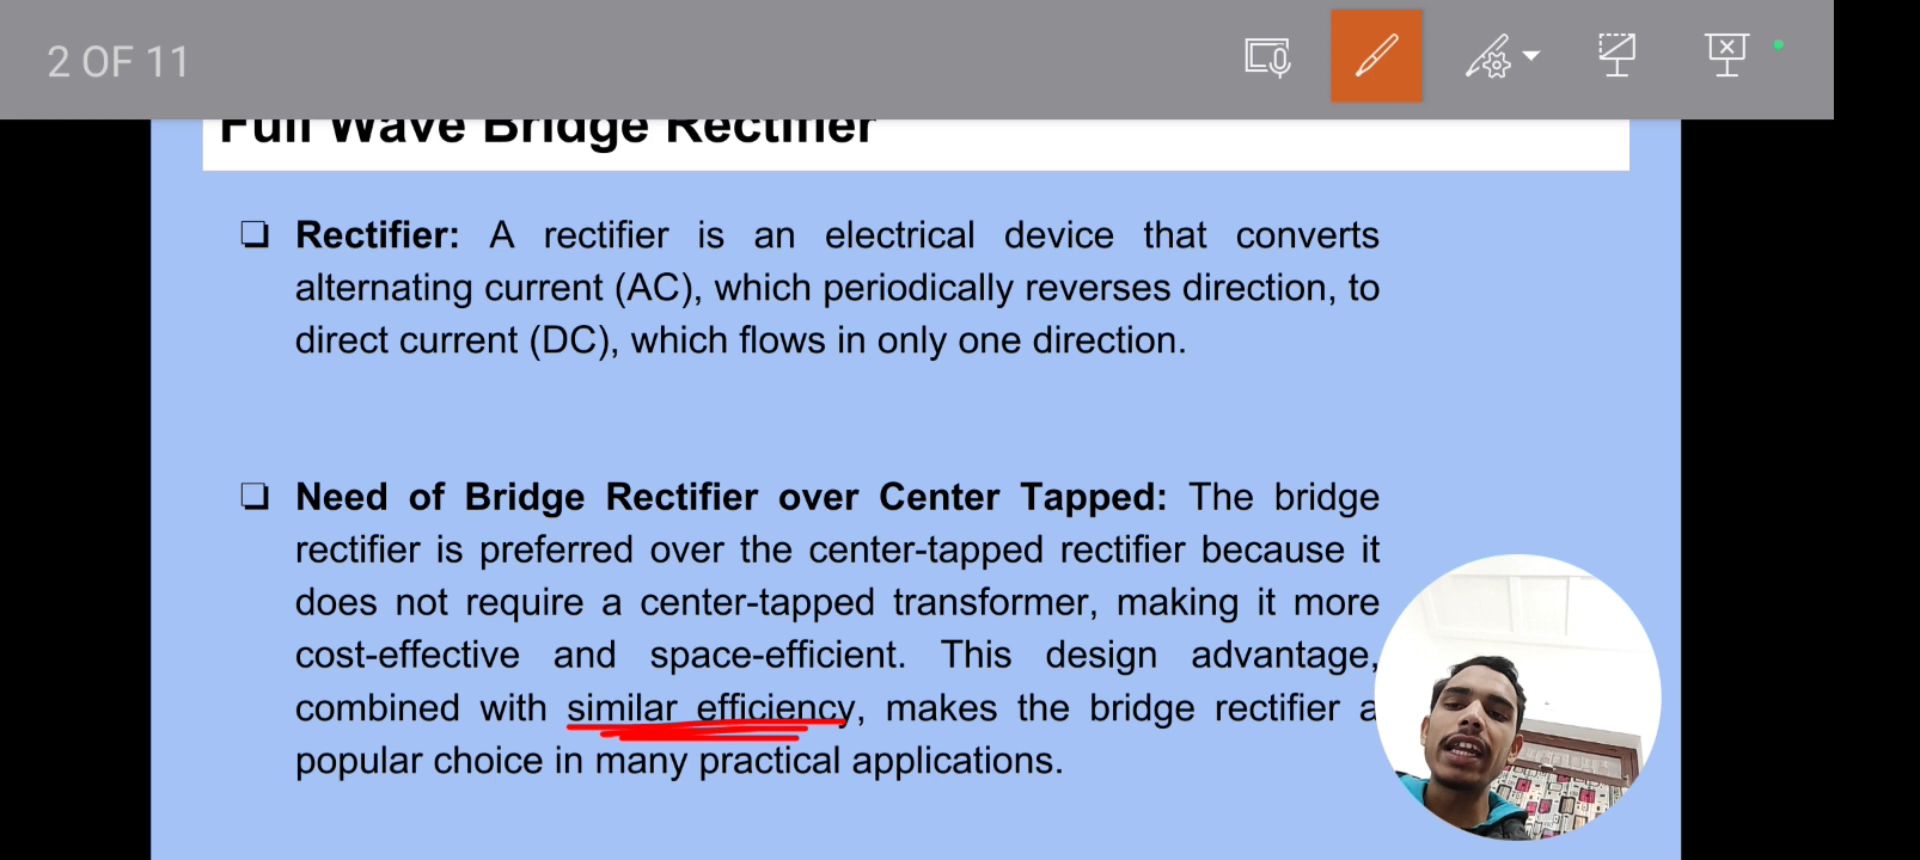 2 OF 11
Full Wave Bridge Rectifier
Rectifier: A rectifier is an electrical device that converts
alternating current (AC), which periodically reverses direction, to
direct current (DC), which flows in only one direction.
Need of Bridge Rectifier over Center Tapped: The bridge
rectifier is preferred over the center-tapped rectifier because it
does not require a center-tapped transformer, making it more
cost-effective and space-efficient. This design advantage,
combined with similar efficiency, makes the bridge rectifier a
popular choice in many practical applications.